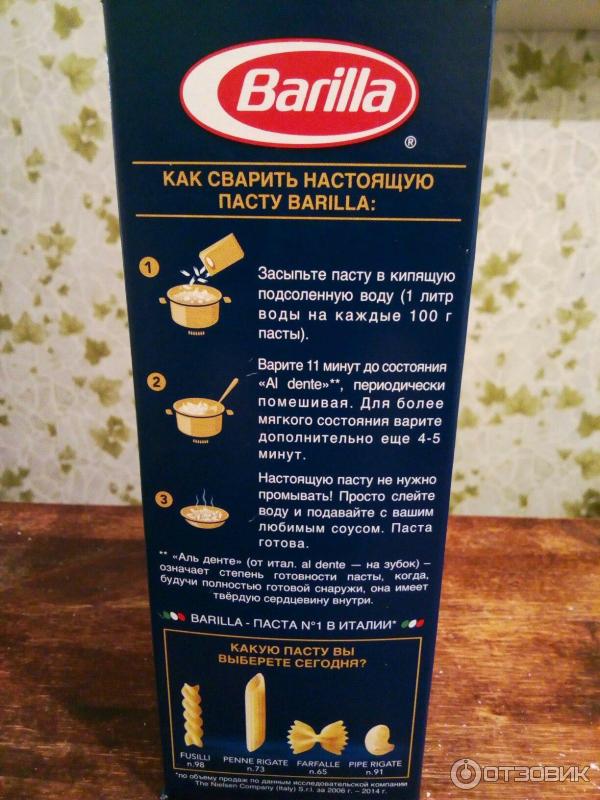 Barilla
®
КАК СВАРИТЬ НАСТОЯЩУЮ
ПАСТУ BARILLA:
1
Засыпьте пасту в кипящую
подсоленную воду (1 литр
воды на каждые 100 г
пасты).
2
Варите 11 минут до состояния
«Al dente»**, периодически
помешивая. Для более
мягкого состояния варите
дополнительно еще 4-5
минут.
3
Настоящую пасту не нужно
промывать! Просто слейте
воду и подавайте с вашим
любимым соусом. Паста
готова.
** «Аль денте» (от итал. al dente — на зубок) –
означает степень готовности пасты, когда,
будучи полностью готовой снаружи, она имеет
твёрдую сердцевину внутри.
BARILLA - ПАСТА N°1 В ИТАЛИИ*
КАКУЮ ПАСТУ ВЫ
ВЫБЕРЕТЕ СЕГОДНЯ?
FUSILLI PENNE RIGATE FARFALLE PIPE RIGATE
n.98 n.73 n.65 n.91
*по объему продаж по данным исследовательской компании
The Nielsen Company (Italy) S.r.l. за 2006 г. – 2014 г.
ОТЗОВИК